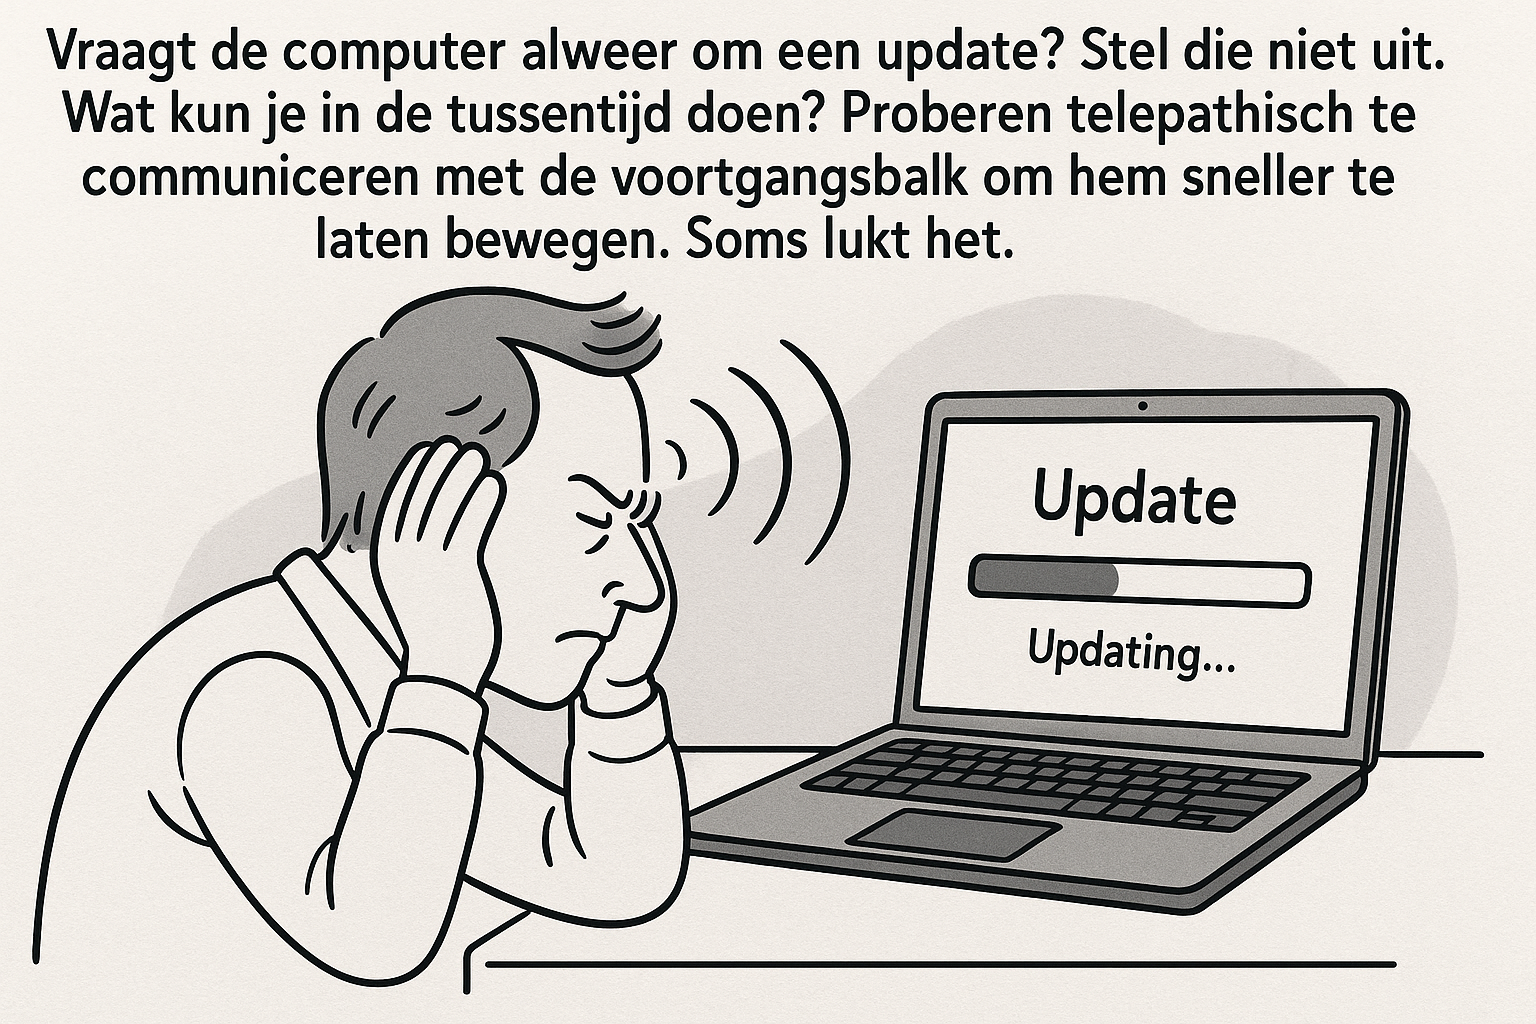 Vraagt de computer alweer om een update? Stel die niet uit.
Wat kun je in de tussentijd doen? Proberen telepathisch te
communiceren met de voortgangsbalk om hem sneller te
laten bewegen. Soms lukt het.
Update
Updating...